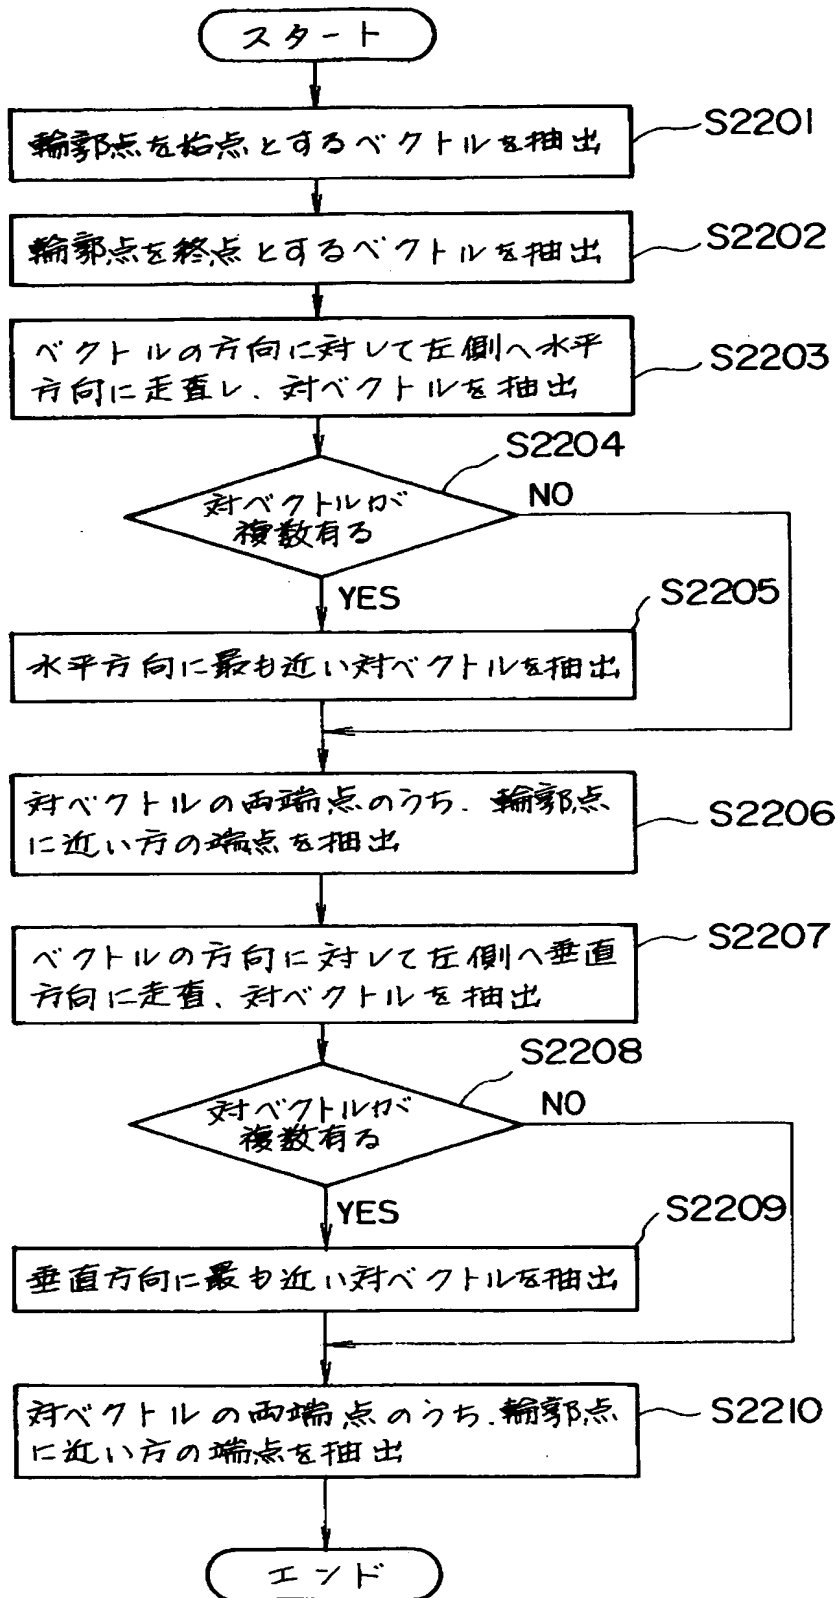 スタート
輪郭点を始点とするベクトルを抽出
S2201
輪郭点を終点とするベクトルを抽出
S2202
ベクトルの方向に対して左側へ水平
方向に走査し、対ベクトルを抽出
S2203
S2204
対ベクトルが
複数有る
NO
YES
S2205
水平方向に最も近い対ベクトルを抽出
対ベクトルの両端点のうち、輪郭点
に近い方の端点を抽出
S2206
ベクトルの方向に対して左側へ垂直
方向に走査、対ベクトルを抽出
S2207
S2208
対ベクトルが
複数有る
NO
YES
S2209
垂直方向に最も近い対ベクトルを抽出
対ベクトルの両端点のうち、輪郭点
に近い方の端点を抽出
S2210
エンド